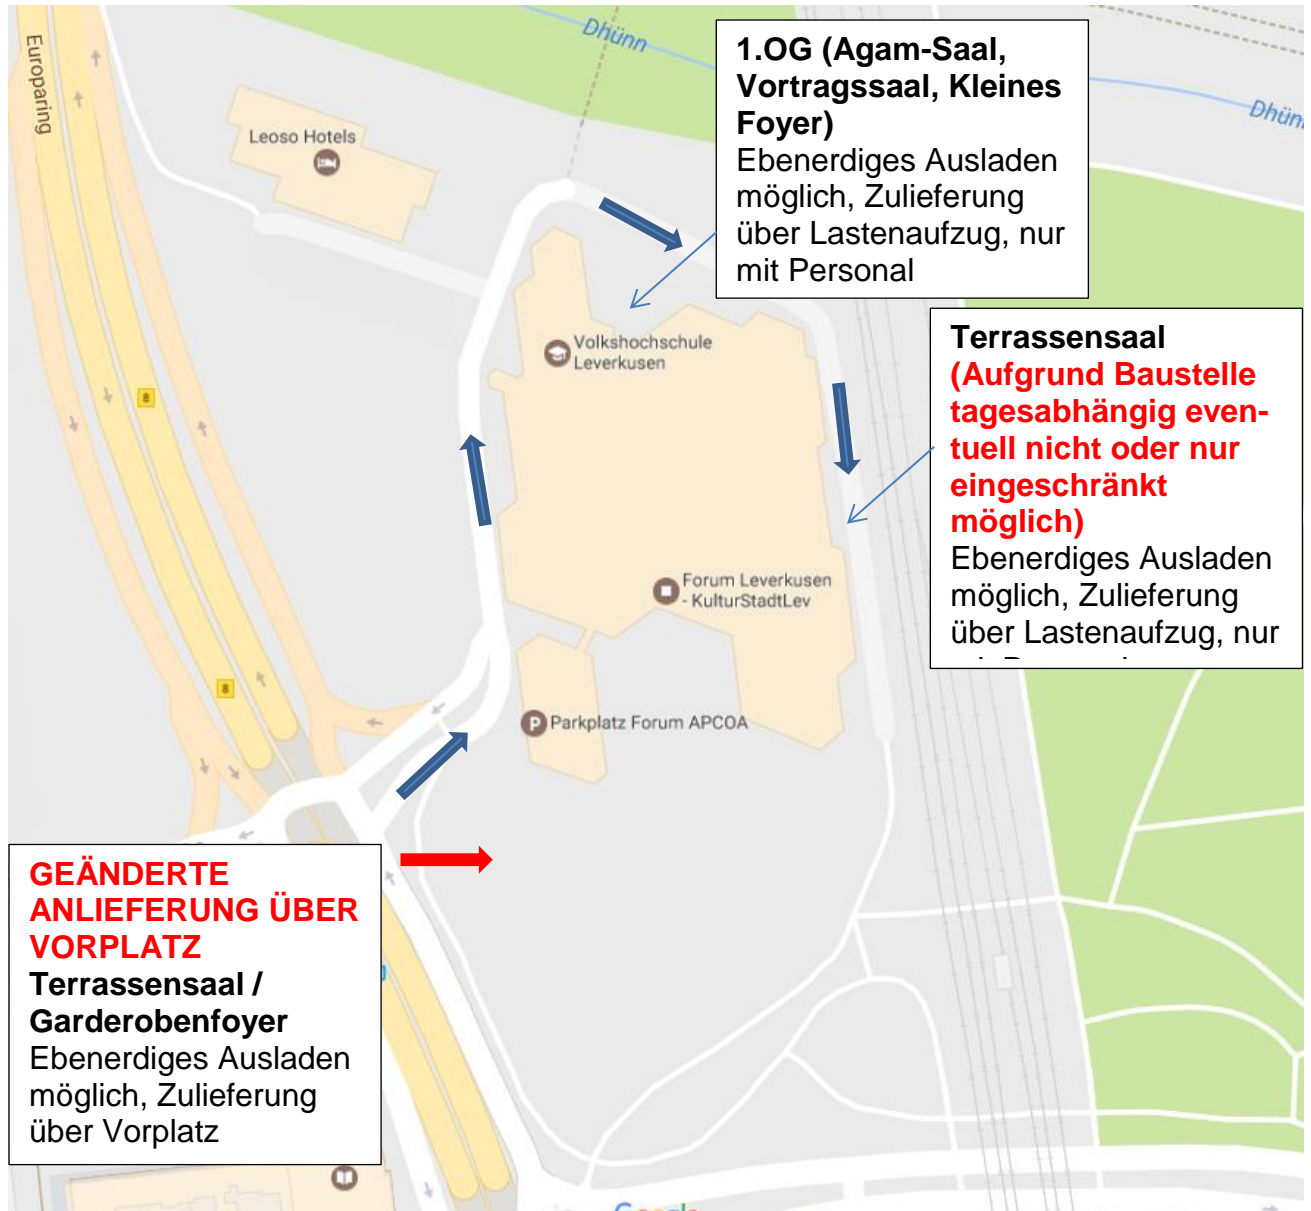 Europaring
Dhünn
Dhünn
Leoso Hotels
1.OG (Agam-Saal,
Vortragssaal, Kleines
Foyer)
Ebenerdiges Ausladen
möglich, Zulieferung
über Lastenaufzug, nur
mit Personal
Volkshochschule
Leverkusen
Terrassensaal
(Aufgrund Baustelle
tagesabhängig even-
tuell nicht oder nur
eingeschränkt
möglich)
Ebenerdiges Ausladen
möglich, Zulieferung
über Lastenaufzug, nur
8
Forum Leverkusen
- KulturStadtLev
8
P Parkplatz Forum APCOA
GEÄNDERTE
ANLIEFERUNG ÜBER
VORPLATZ
Terrassensaal /
Garderobenfoyer
Ebenerdiges Ausladen
möglich, Zulieferung
über Vorplatz
Google